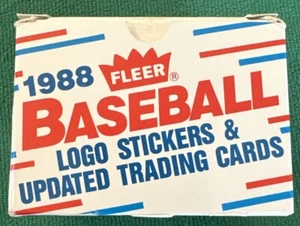 1988 FLEER®
BASEBALL
LOGO STICKERS &
UPDATED TRADING CARDS